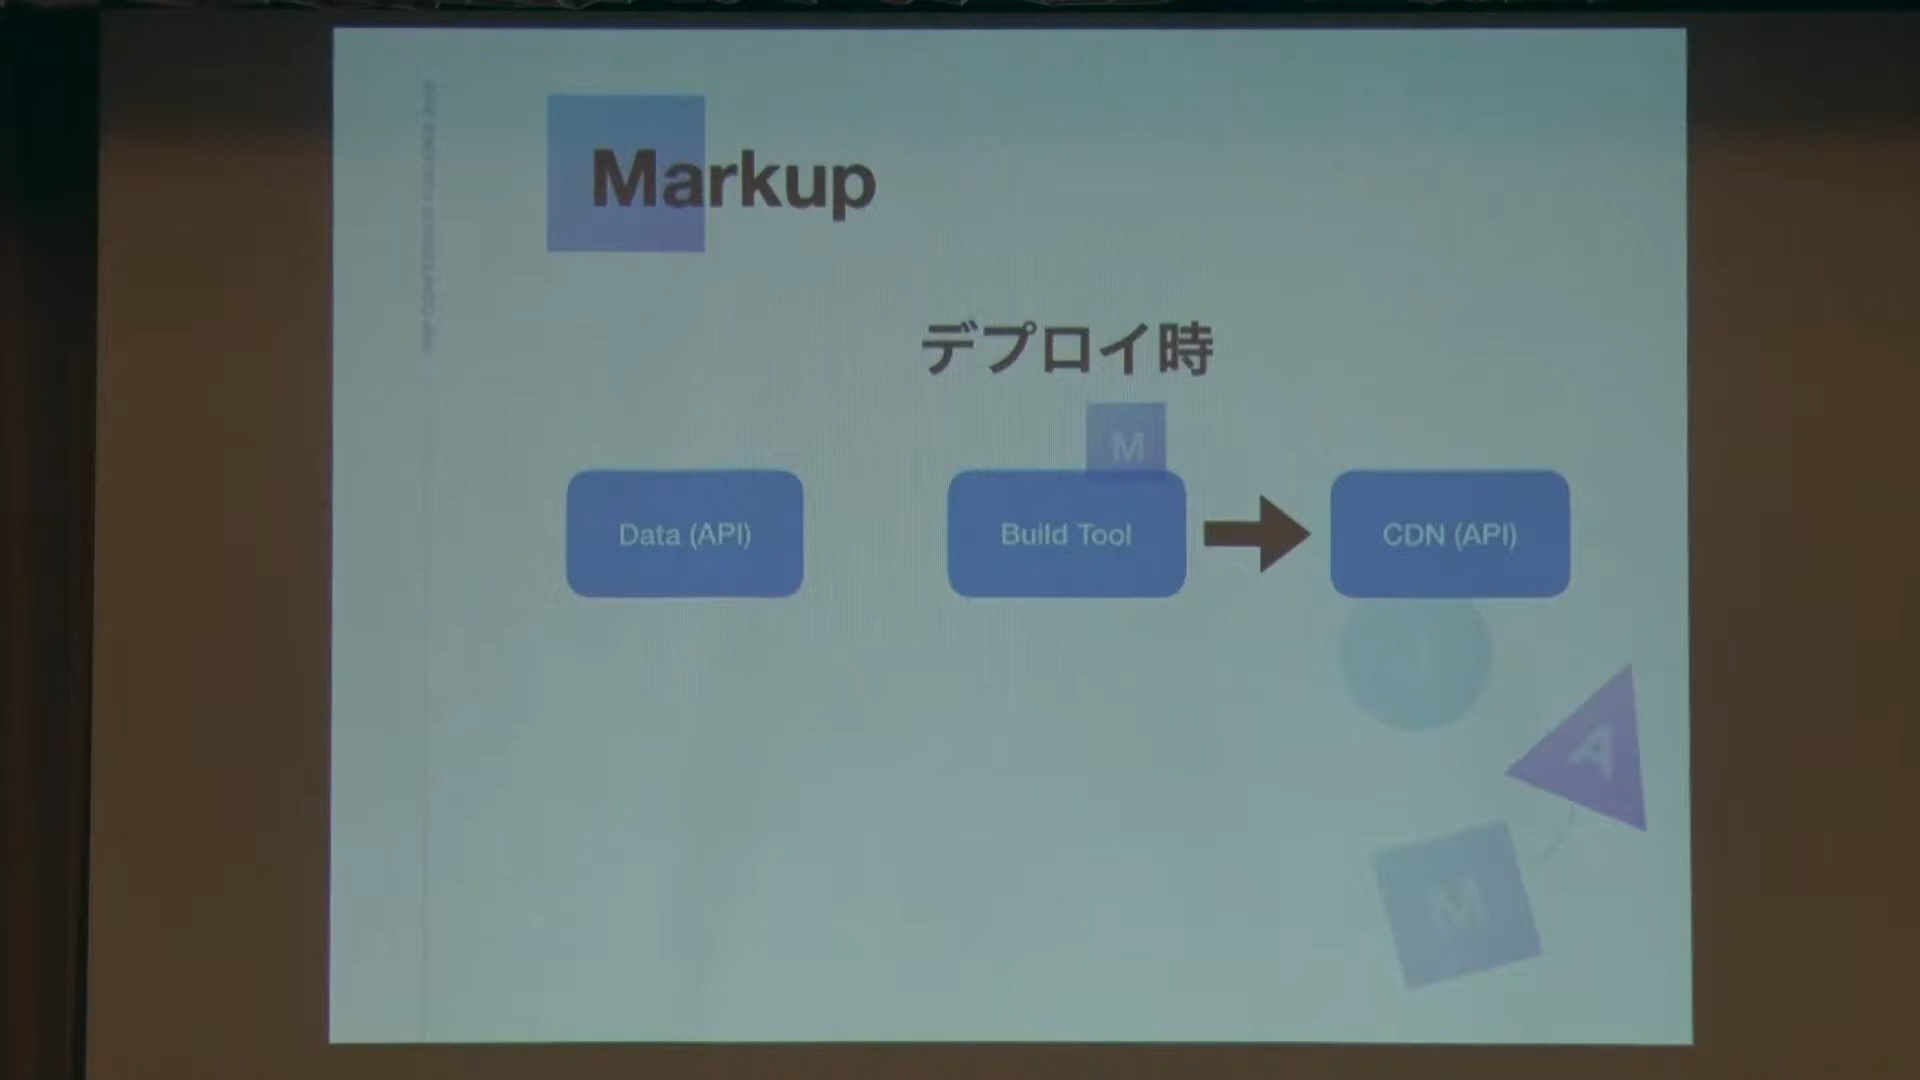 Markup
デプロイ時
M
Data (API)
Build Tool
CDN (API)
J
A
M